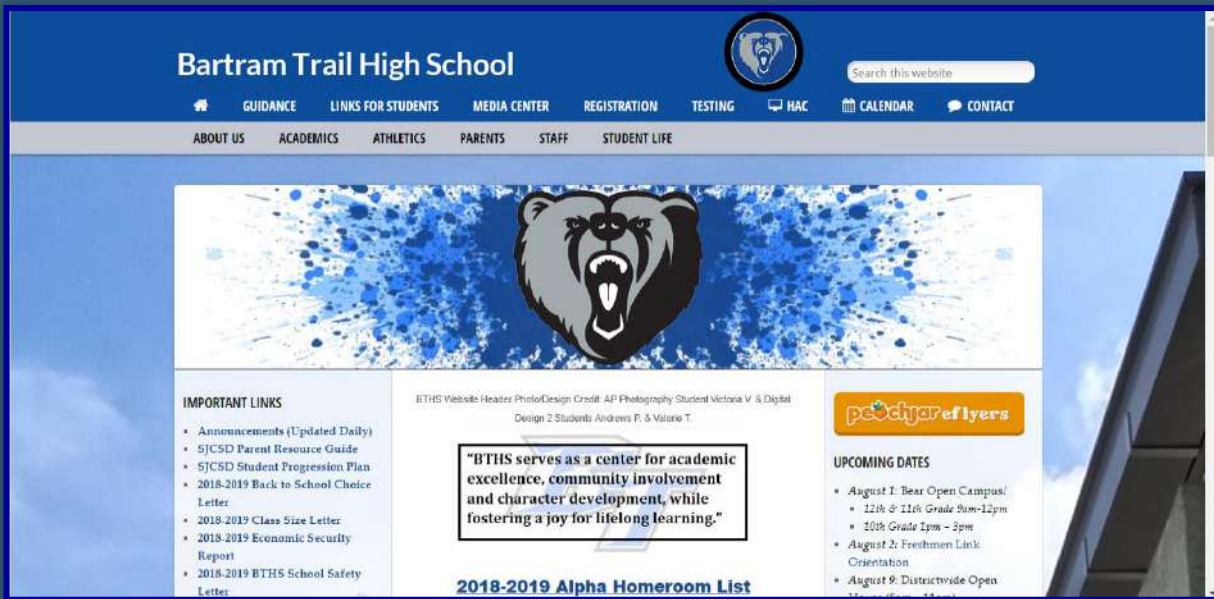 Bartram Trail High School
Search this website
GUIDANCE LINKS FOR STUDENTS MEDIA CENTER REGISTRATION TESTING HAC CALENDAR CONTACT
ABOUT US ACADEMICS ATHLETICS PARENTS STAFF STUDENT LIFE
IMPORTANT LINKS
Announcements (Updated Daily)
SJCSD Parent Resource Guide
SJCSD Student Progression Plan
2018-2019 Back to School Choice
Letter
2018-2019 Class Size Letter
2018-2019 Economic Security
Report
2018-2019 BTHS School Safety
Letter
BTHS Website Header Photo/Design Credit: AP Photography Student Victoria V. & Digital
Design 2 Students Andrews P. & Valerie T.
BT
"BTHS serves as a center for academic
excellence, community involvement
and character development, while
fostering a joy for lifelong learning."
2018-2019 Alpha Homeroom List
peachjar eflyers
UPCOMING DATES
August 1: Bear Open Campus!
12th & 11th Grade 9am-12pm
10th Grade 1pm – 3pm
August 2: Freshmen Link
Orientation
August 9: Districtwide Open